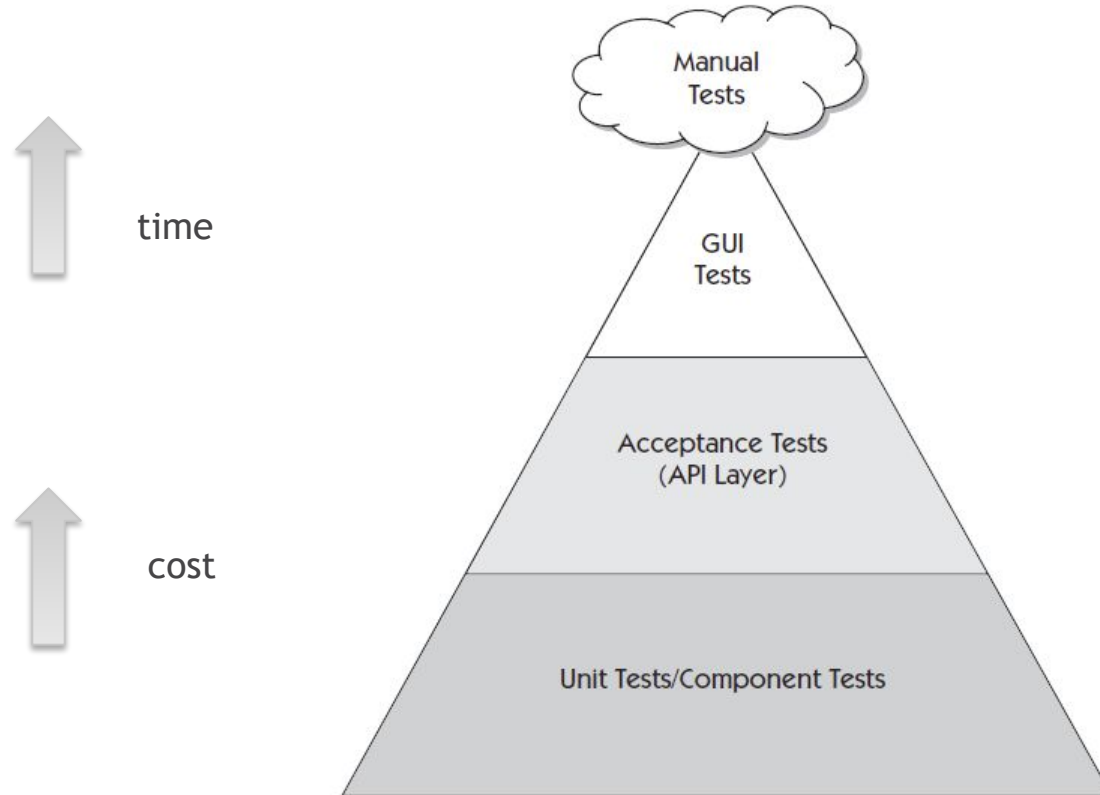 Manual
Tests
time
GUI
Tests
Acceptance Tests
(API Layer)
cost
Unit Tests/Component Tests